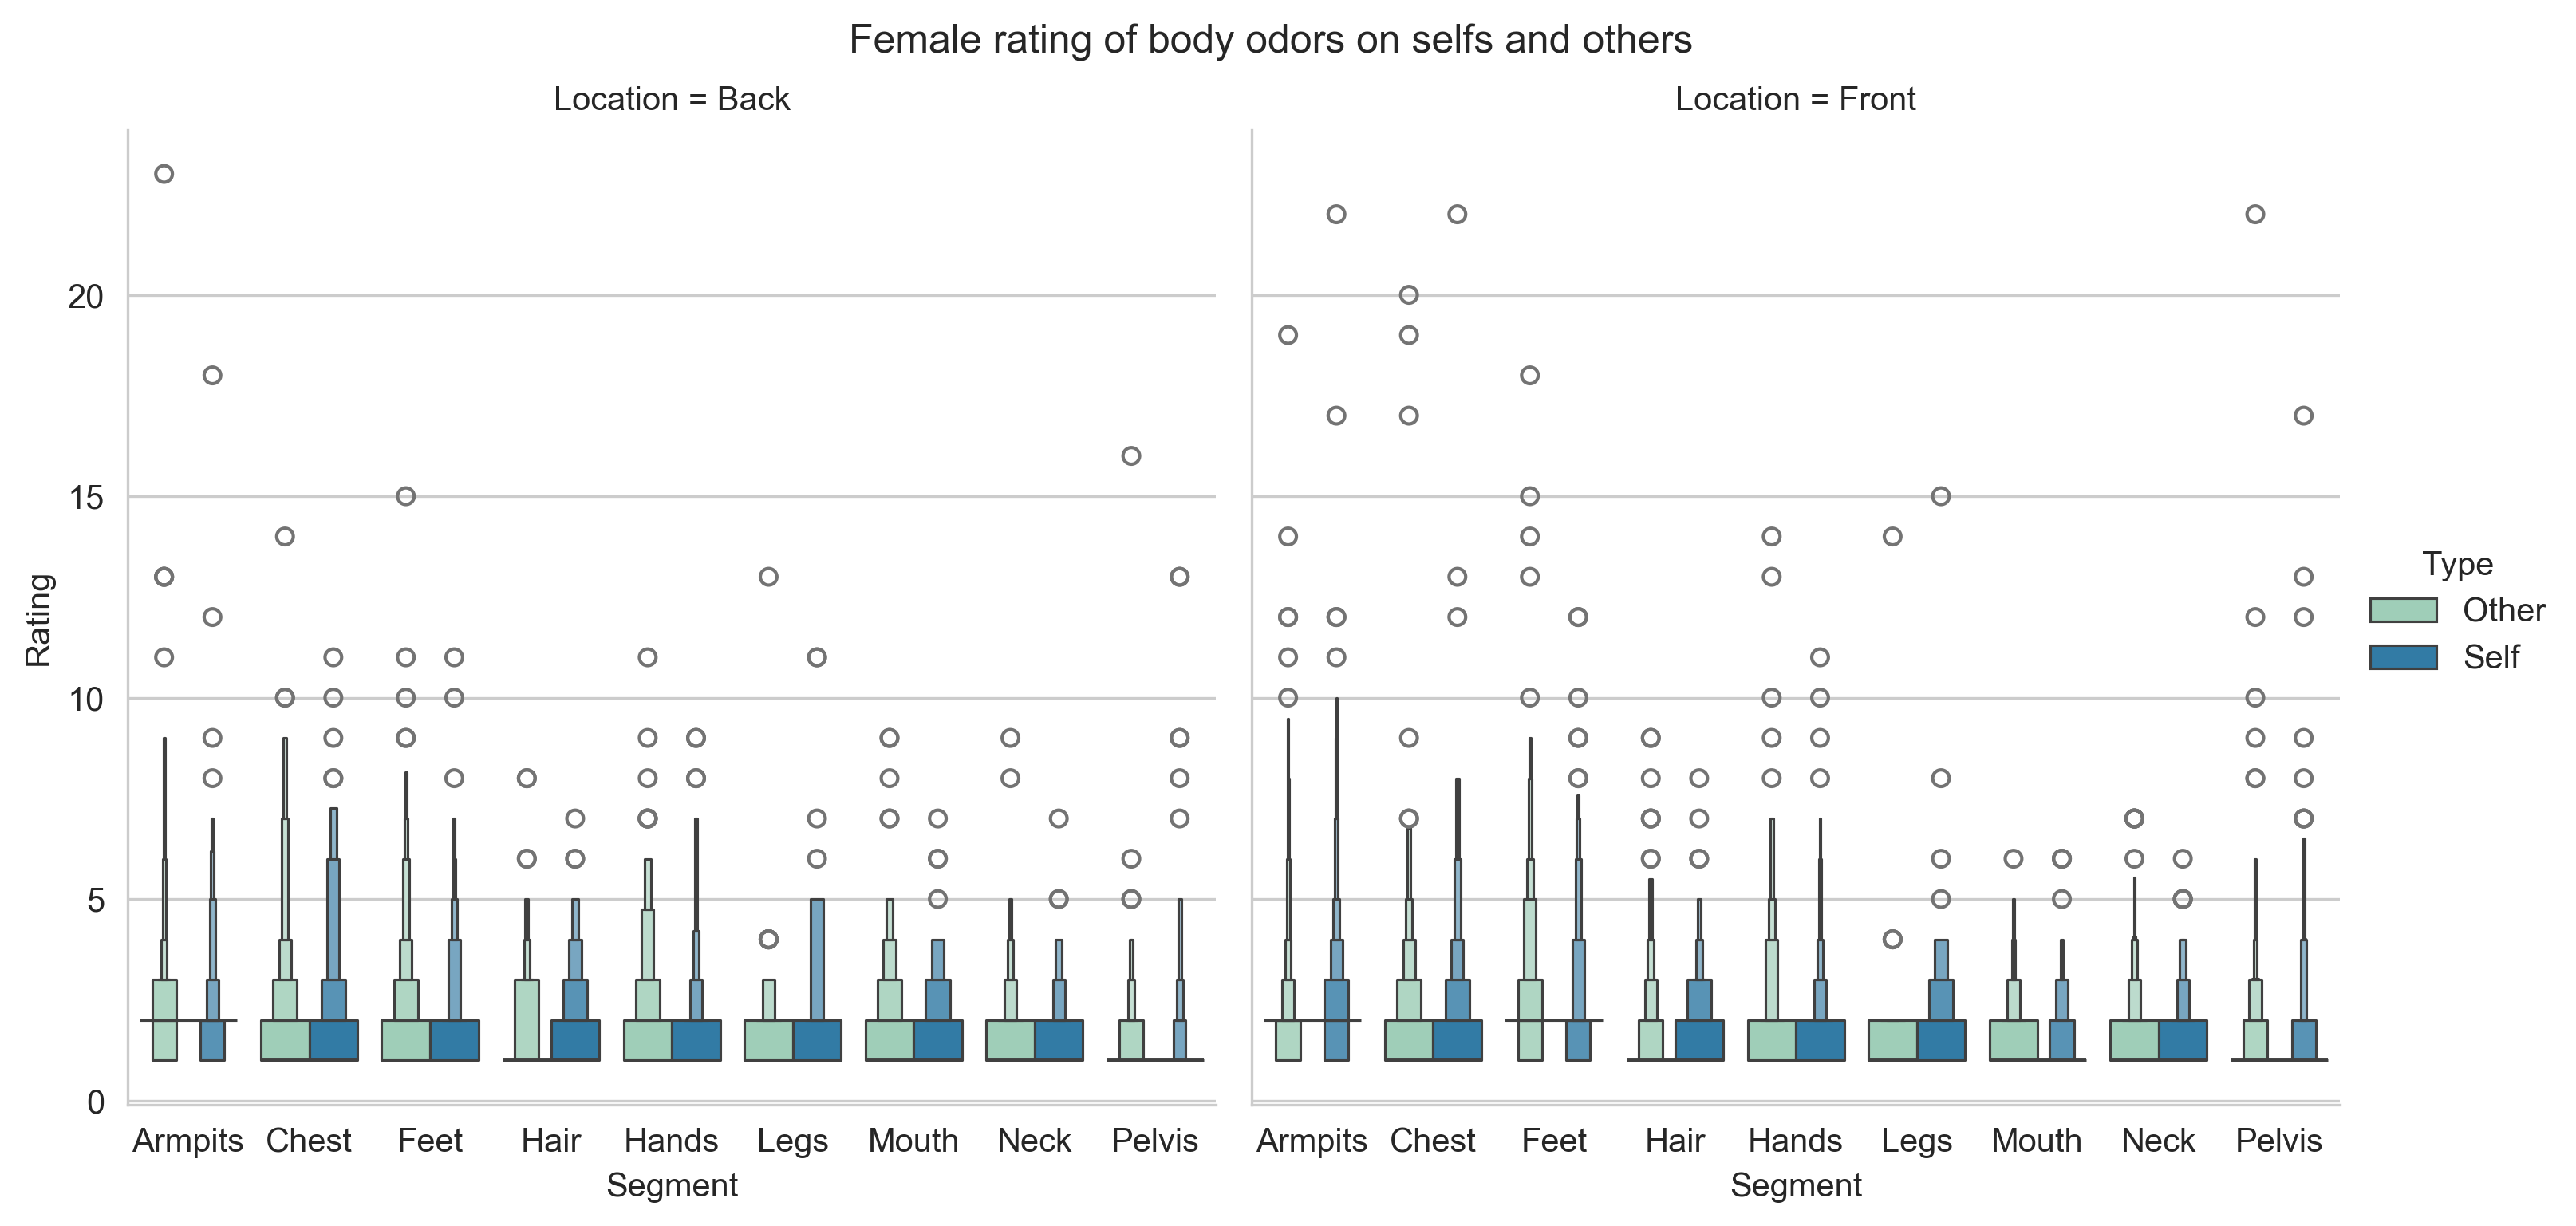 Female rating of body odors on selfs and others
Location = Back
Location = Front
Rating
20
15
10
5
0
Armpits Chest Feet Hair Hands Legs Mouth Neck Pelvis
Segment
Armpits Chest Feet Hair Hands Legs Mouth Neck Pelvis
Segment
Type
Other
Self